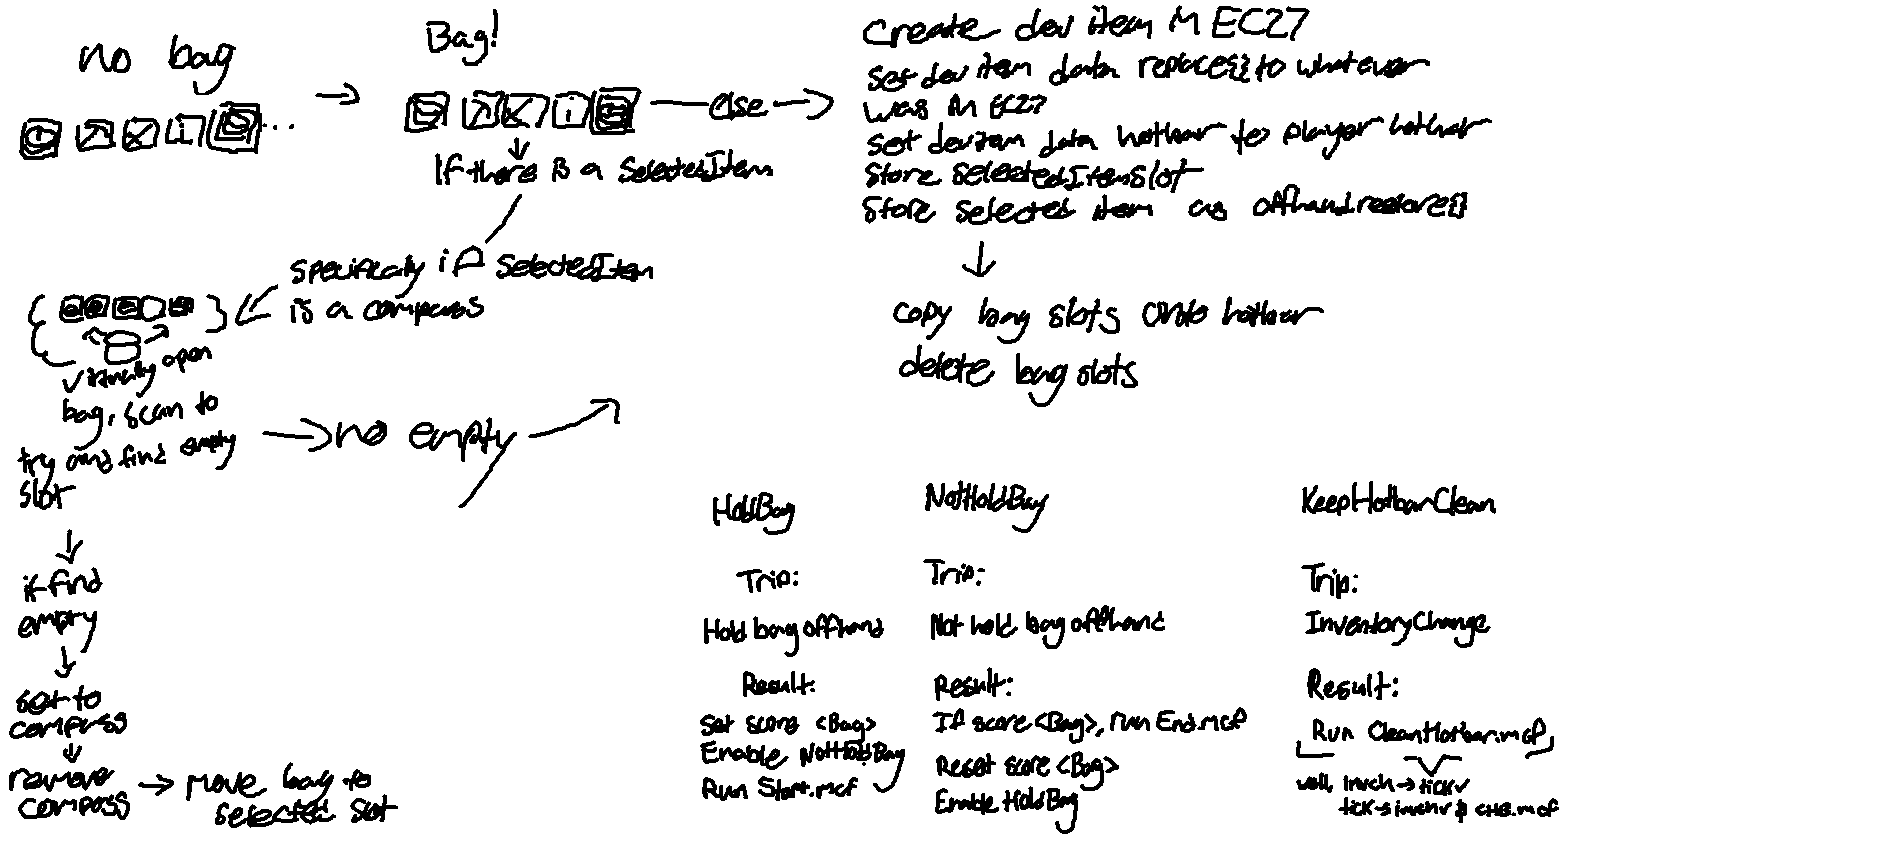 no bag
Bag!
else
If there is a SelectedItem
specifically if SelectedItem
is a compass
virtually open
bag, scan to
try and find empty
slot
no empty
if find
empty
set to
compass
remove
compass
move bag to
selected slot
Create dev item in EC27
set dev item data replace{} to whatever
was in EC27
set dev item data hotbar to player hotbar
Store SelectedItemSlot
Store selected item as offhand.restore{}
copy bag slots onto hotbar
delete bag slots
HoldBag
Trip:
Hold bag offhand
Result:
Set score <Bag>
Enable NotHoldBag
Run Start.mcf
NotHoldBag
Trip:
Not hold bag offhand
Result:
If score <Bag>, run End.mcf
Reset score <Bag>
Enable HoldBag
KeepHotbarClean
Trip:
InventoryChange
Result:
Run CleanHotbar.mcf
well, invch → tick
tick → invchv & CHB.mcf